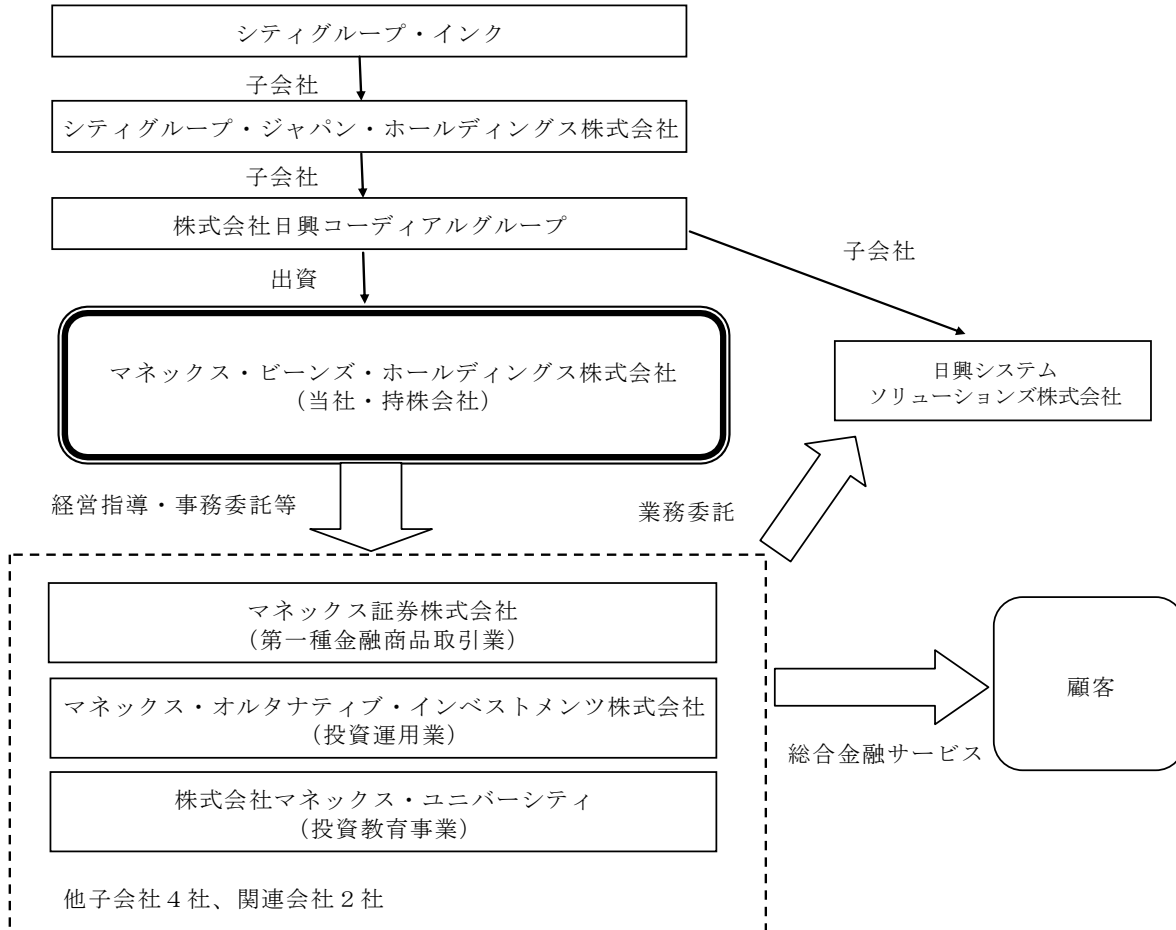 シティグループ・インク
子会社
シティグループ・ジャパン・ホールディングス株式会社
子会社
株式会社日興コーディアルグループ
子会社
出資
マネックス・ビーンズ・ホールディングス株式会社
（当社・持株会社）
日興システム
ソリューションズ株式会社
経営指導・事務委託等
業務委託
マネックス証券株式会社
（第一種金融商品取引業）
マネックス・オルタナティブ・インベストメンツ株式会社
（投資運用業）
顧客
総合金融サービス
株式会社マネックス・ユニバーシティ
（投資教育事業）
他子会社４社、関連会社２社